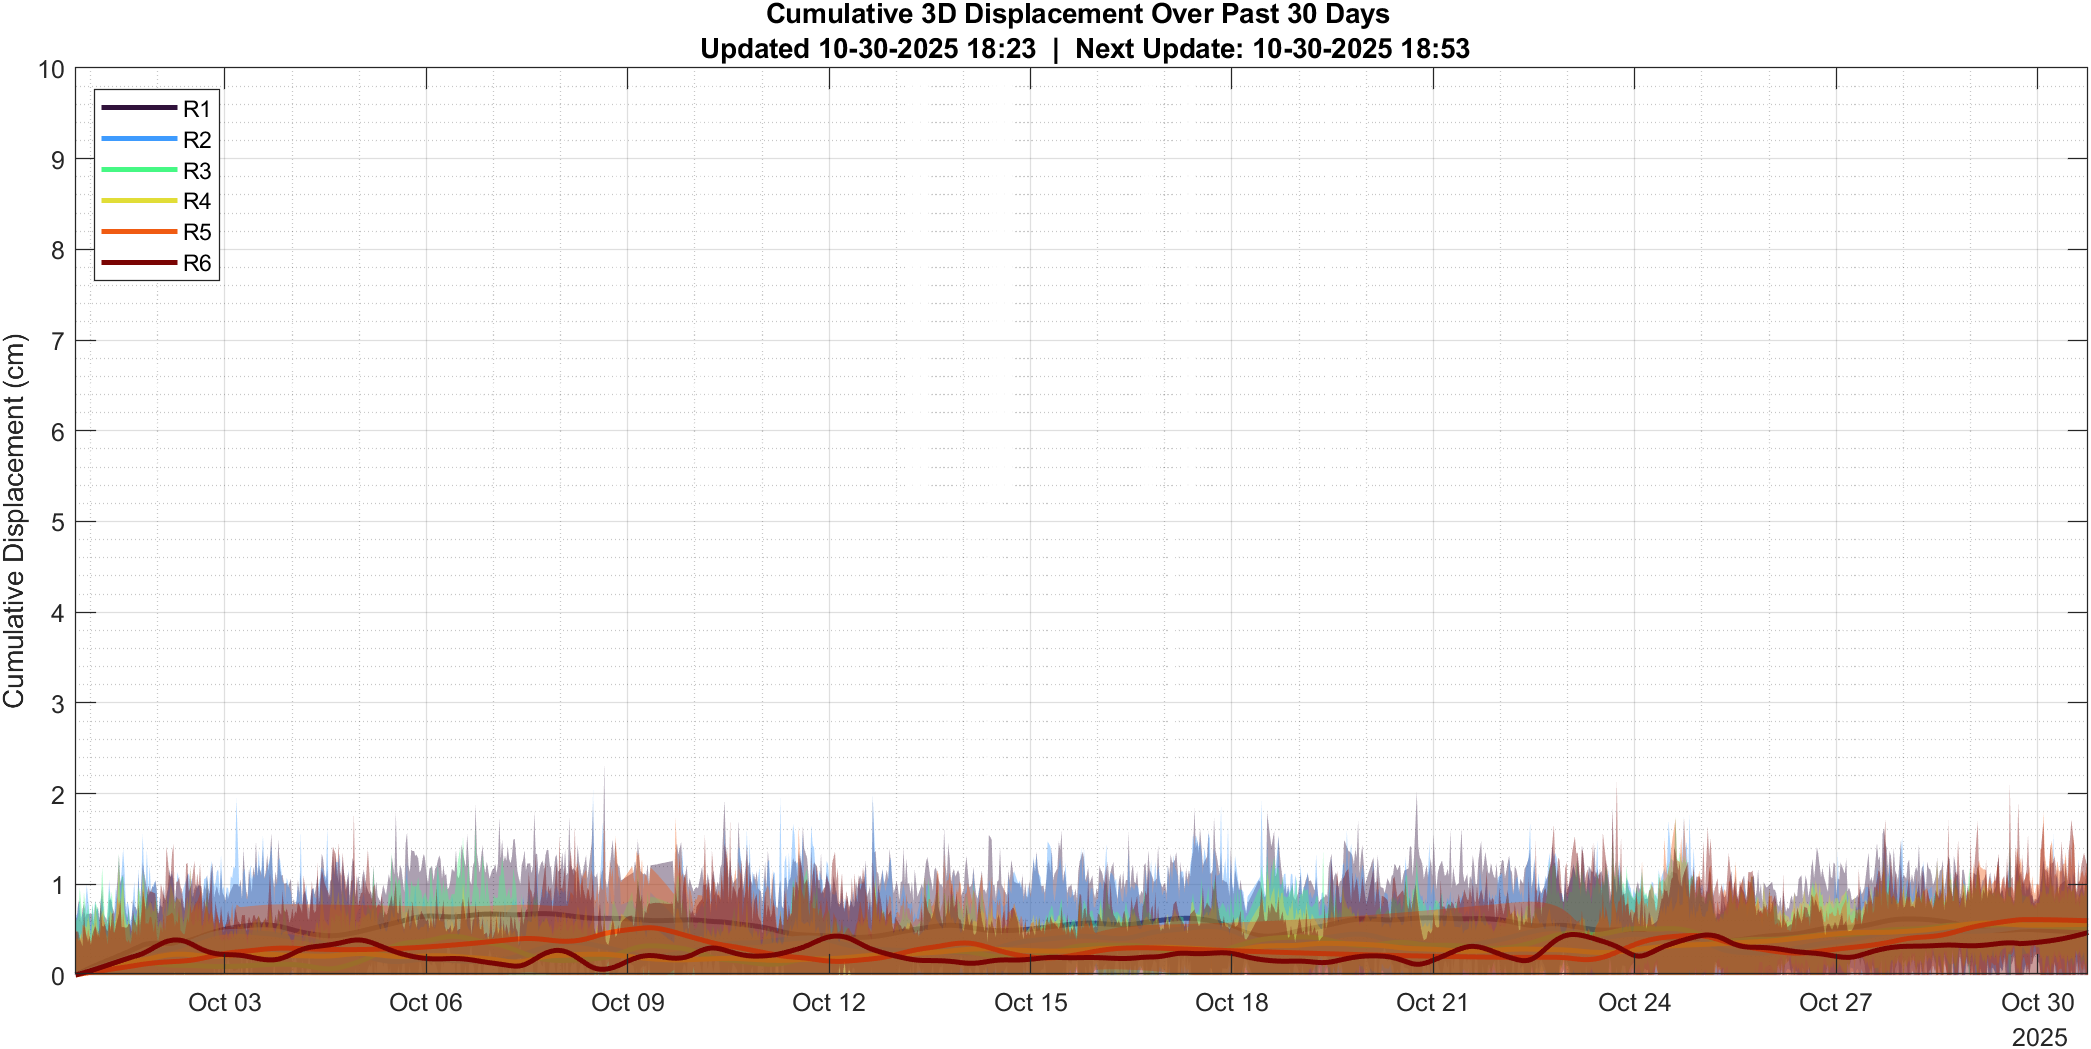 Cumulative 3D Displacement Over Past 30 Days
Updated 10-30-2025 18:23 | Next Update: 10-30-2025 18:53
Cumulative Displacement (cm)
10
9
8
7
6
5
4
3
2
1
0
R1
R2
R3
R4
R5
R6
Oct 03 Oct 06 Oct 09 Oct 12 Oct 15 Oct 18 Oct 21 Oct 24 Oct 27 Oct 30
2025